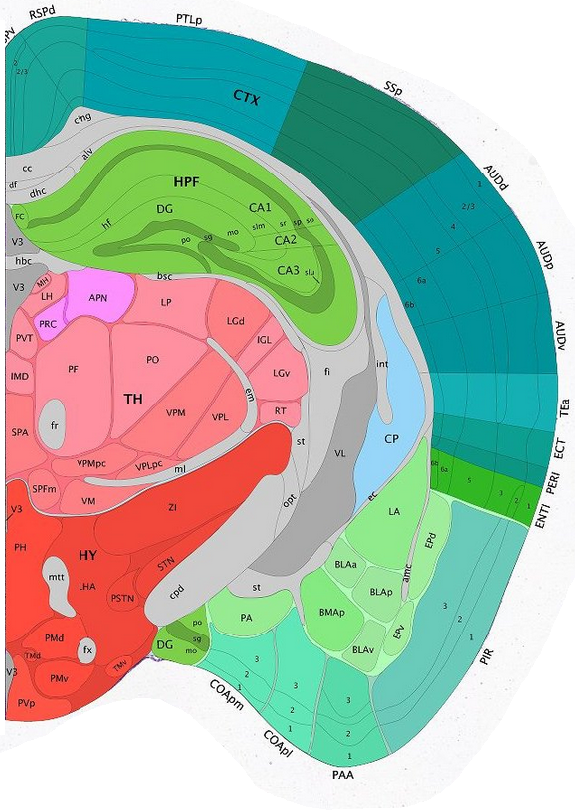 RSPd
PTLp
SSp
AUDd
AUDp
AUDv
TEa
ECT
PERI
ENTl
PIR
PAA
COApl
COApm
CTX
2
2/3
1
2/3
4
5
6a
6b
chg
alv
cc
df
dhc
FC
V3
hbc
V3
HPF
DG
hf
CA1
slm
sr
sp
so
CA2
mo
sg
po
CA3
slu
bsc
MH
LH
PRC
APN
LP
LGd
IGL
LGv
RT
PVT
IMD
SPA
PF
PO
TH
VPM
VPL
em
fr
VPMpc
VPLpc
ml
SPFm
VM
fi
int
CP
VL
st
opt
ec
V3
PH
HY
ZI
LHA
STN
PSTN
mtt
cpd
st
PMd
TMd
fx
PMv
TMv
V3
PVp
DG
po
sg
mo
PA
LA
BLAa
BLAp
BMAp
BLAv
amc
EPd
EPv
6b
6a
5
1
2
1
3
2
1
3
2
1
3
2
1
3
2
1